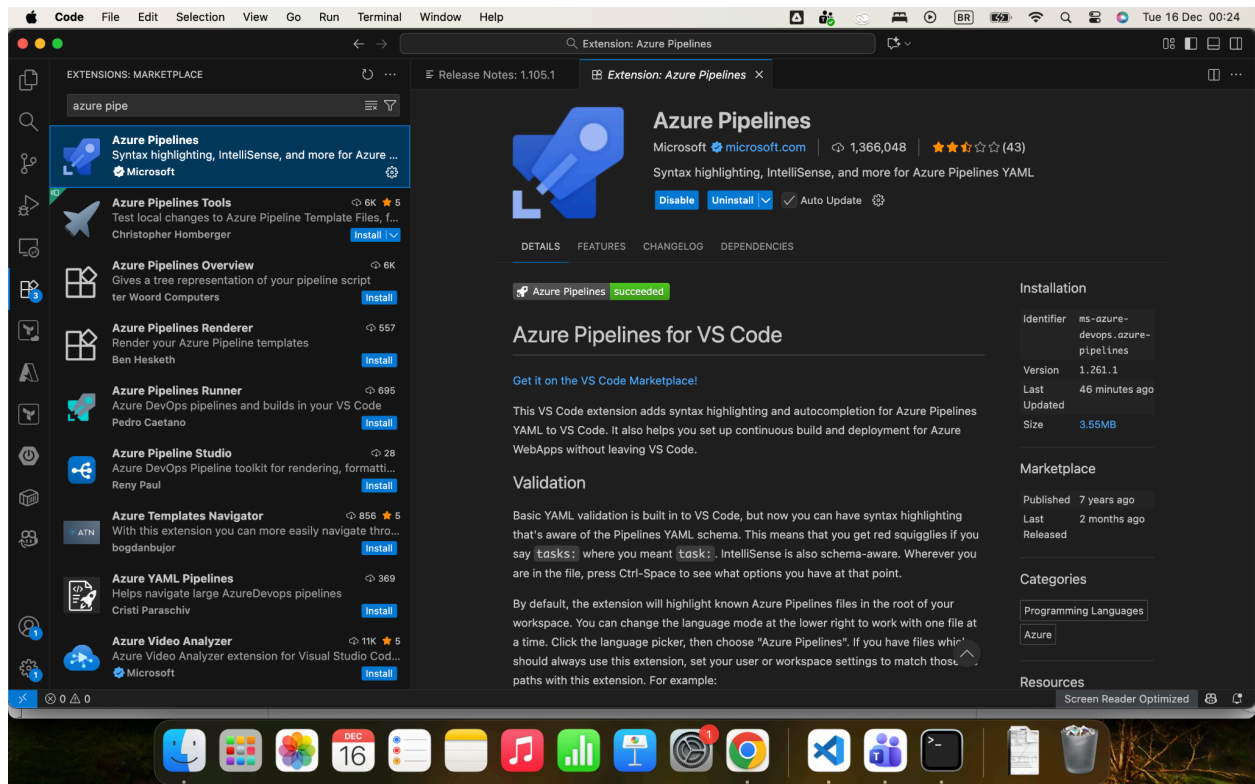 Code File Edit Selection View Go Run Terminal Window Help
BR
Tue 16 Dec 00:24
Extension: Azure Pipelines
EXTENSIONS: MARKETPLACE
azure pipe
Azure Pipelines
Syntax highlighting, IntelliSense, and more for Azure ...
Microsoft
Azure Pipelines Tools 6K 5
Test local changes to Azure Pipeline Template Files, f...
Christopher Homberger Install
Azure Pipelines Overview 6K
Gives a tree representation of your pipeline script
ter Woord Computers Install
Azure Pipelines Renderer 557
Render your Azure Pipeline templates
Ben Hesketh Install
Azure Pipelines Runner 695
Azure DevOps pipelines and builds in your VS Code
Pedro Caetano Install
Azure Pipeline Studio 28
Azure DevOps Pipeline toolkit for rendering, formatti...
Reny Paul Install
ATN
Azure Templates Navigator 856 5
With this extension you can more easily navigate thro...
bogdanbujor Install
Azure YAML Pipelines 369
Helps navigate large AzureDevops pipelines
Cristi Paraschiv Install
Azure Video Analyzer 11K 5
Azure Video Analyzer extension for Visual Studio Cod...
Microsoft Install
3
1
1
Release Notes: 1.105.1
Extension: Azure Pipelines
Azure Pipelines
Microsoft microsoft.com 1,366,048 (43)
Syntax highlighting, IntelliSense, and more for Azure Pipelines YAML
Disable Uninstall Auto Update
DETAILS FEATURES CHANGELOG DEPENDENCIES
Azure Pipelines succeeded
Azure Pipelines for VS Code
Get it on the VS Code Marketplace!
This VS Code extension adds syntax highlighting and autocompletion for Azure Pipelines
YAML to VS Code. It also helps you set up continuous build and deployment for Azure
WebApps without leaving VS Code.
Validation
Basic YAML validation is built in to VS Code, but now you can have syntax highlighting
that's aware of the Pipelines YAML schema. This means that you get red squigglies if you
say tasks: where you meant task:. IntelliSense is also schema-aware. Wherever you
are in the file, press Ctrl-Space to see what options you have at that point.
By default, the extension will highlight known Azure Pipelines files in the root of your
workspace. You can change the language mode at the lower right to work with one file at
a time. Click the language picker, then choose "Azure Pipelines". If you have files
should always use this extension, set your user or workspace settings to match
paths with this extension. For example:
Installation
Identifier ms-azure-
devops.azure-
pipelines
Version 1.261.1
Last 46 minutes ago
Updated
Size 3.55MB
Marketplace
Published 7 years ago
Last 2 months ago
Released
Categories
Programming Languages
Azure
Resources
0 0
Screen Reader Optimized
DEC
16
1